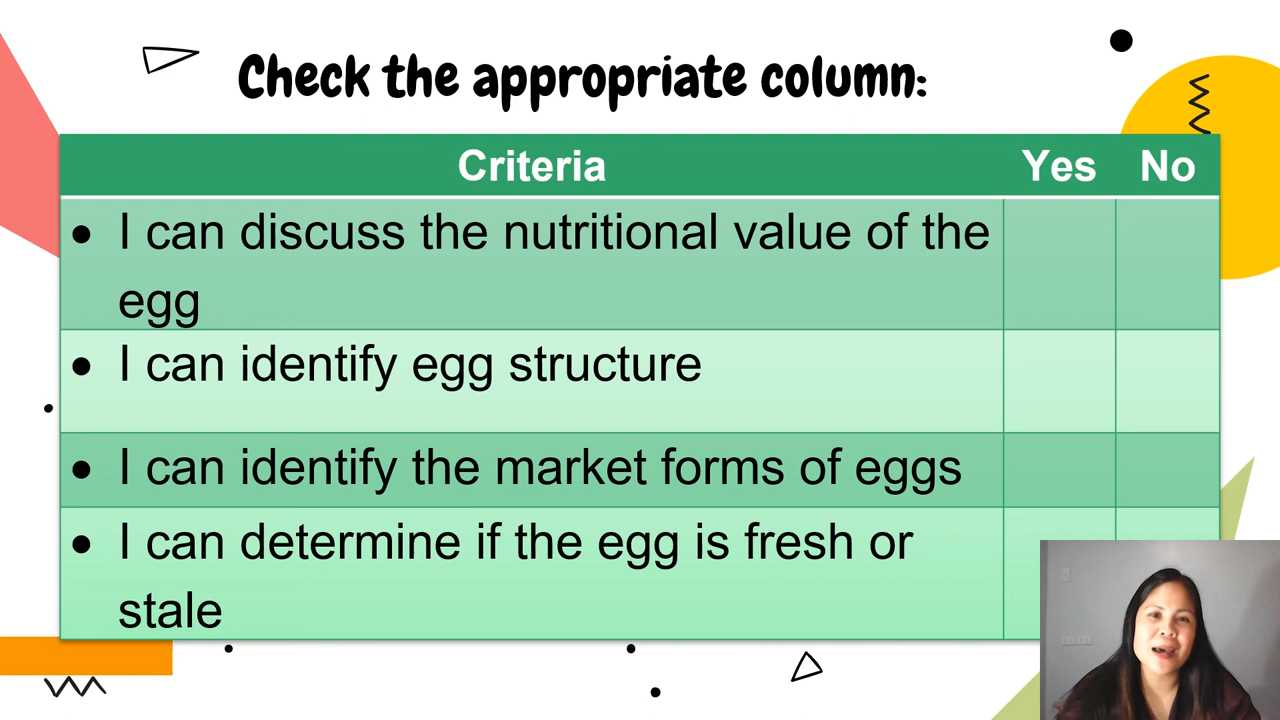 Check the appropriate column:
Criteria Yes No
• I can discuss the nutritional value of the
egg
• I can identify egg structure
• I can identify the market forms of eggs
• I can determine if the egg is fresh or
stale